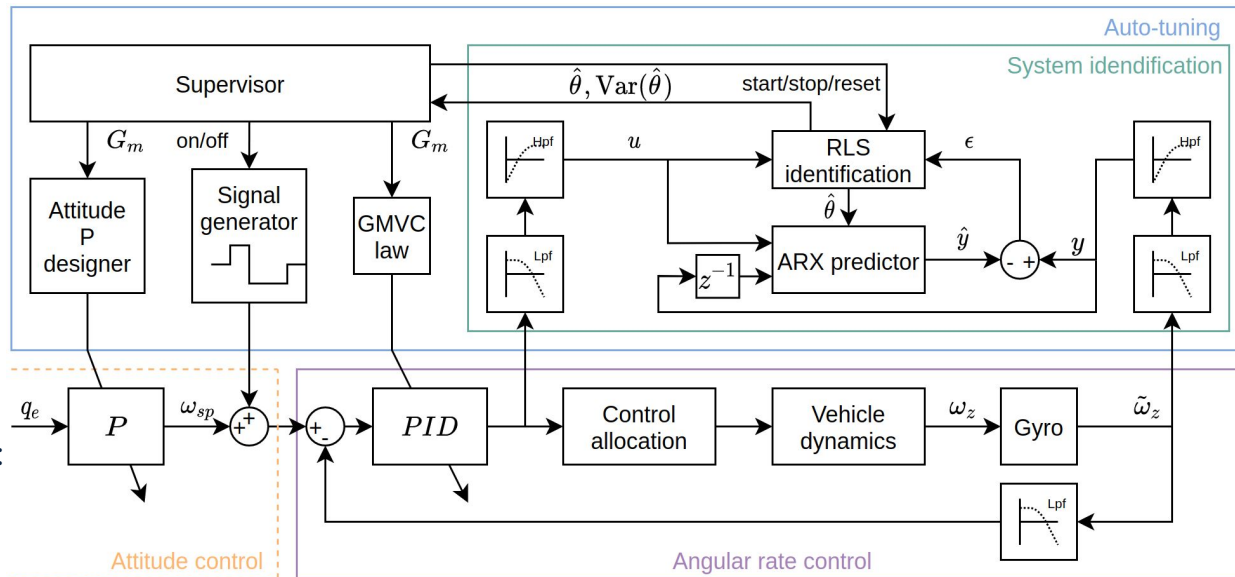 Auto-tuning
System idendification
Supervisor
θ̂, Var(θ̂)
start/stop/reset
G_m
on/off
G_m
Hpf
u
RLS
identification
ϵ
Hpf
Attitude
P
designer
Signal
generator
GMVC
law
θ̂
Lpf
ARX predictor
ŷ
- +
y
Lpf
z⁻¹
q_e
P
ω_sp
+
+
+
-
PID
Control
allocation
Vehicle
dynamics
ω_z
Gyro
ω̃_z
:
Lpf
Attitude control
Angular rate control